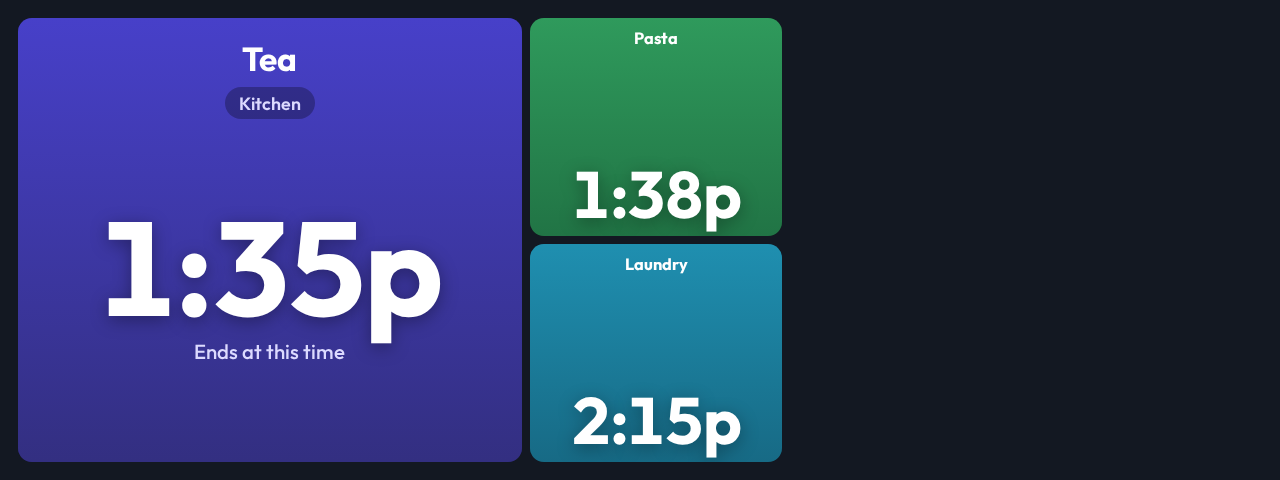 Tea
Kitchen
1:35p
Ends at this time
Pasta
1:38p
Laundry
2:15p